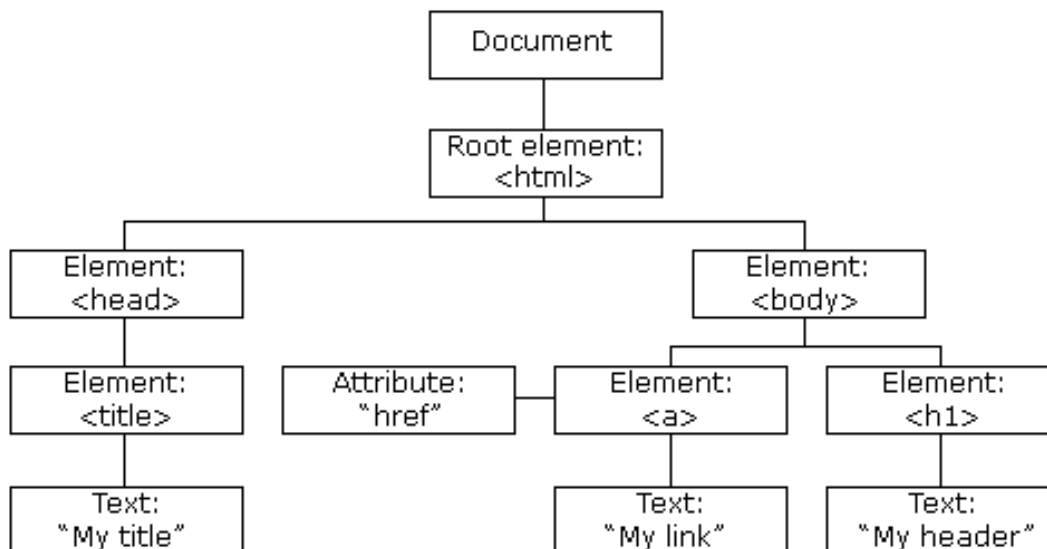 Document
Root element:
<html>
Element:
<head>
Element:
<body>
Element:
<title>
Attribute:
“href”
Element:
<a>
Element:
<h1>
Text:
“My title”
Text:
“My link”
Text:
“My header”